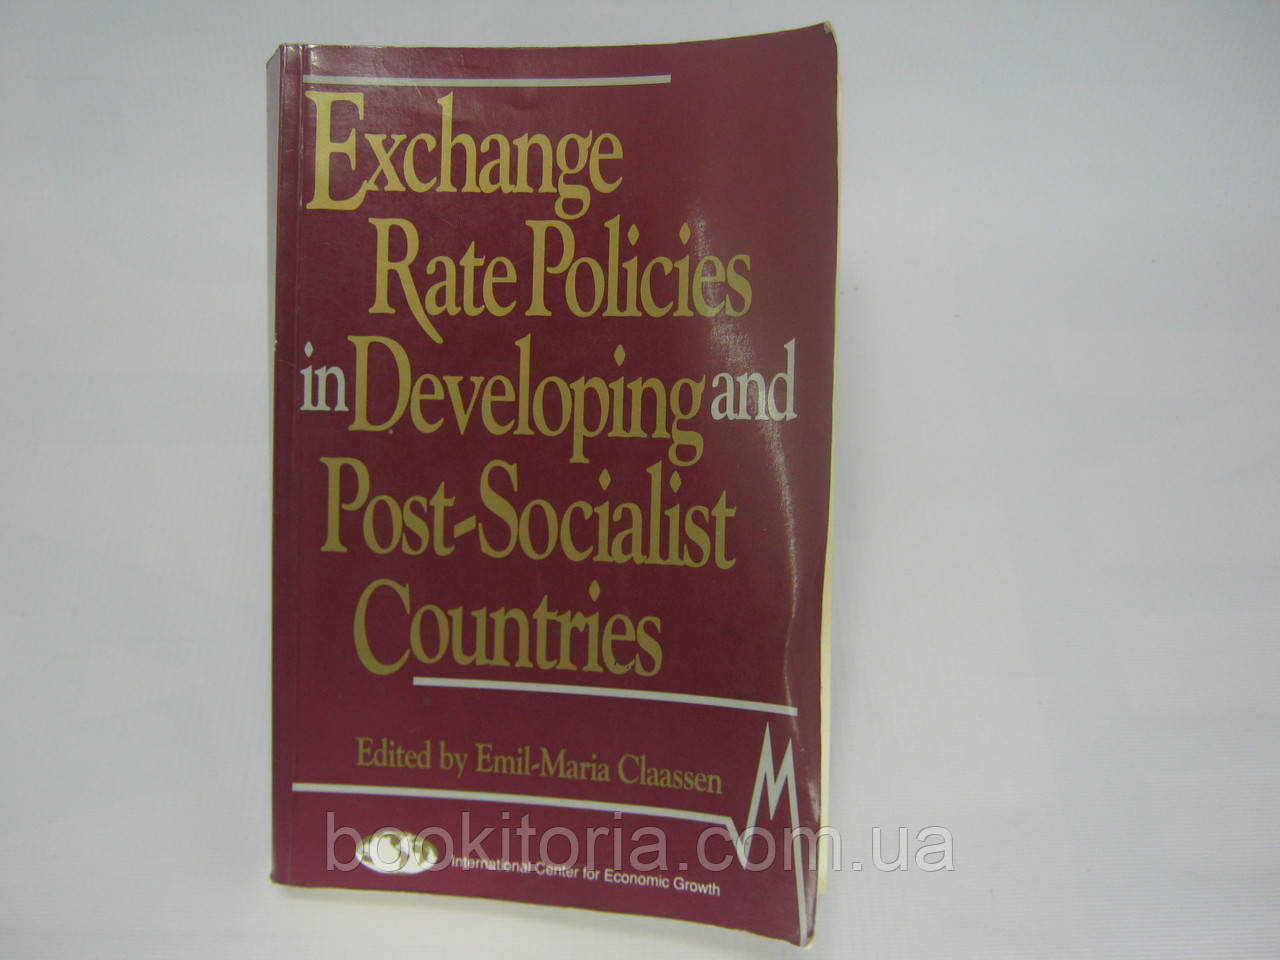 Exchange
Rate Policies
in Developing and
Post-Socialist
Countries
Edited by Emil-Maria Claassen
bookitoria.com.ua
International Center for Economic Growth